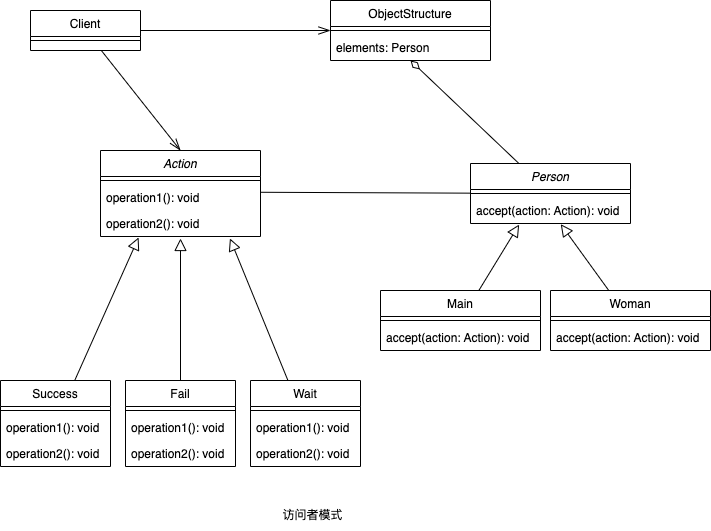 Client
ObjectStructure
elements: Person
Action
operation1(): void
operation2(): void
Person
accept(action: Action): void
Main
accept(action: Action): void
Woman
accept(action: Action): void
Success
operation1(): void
operation2(): void
Fail
operation1(): void
operation2(): void
Wait
operation1(): void
operation2(): void
访问者模式